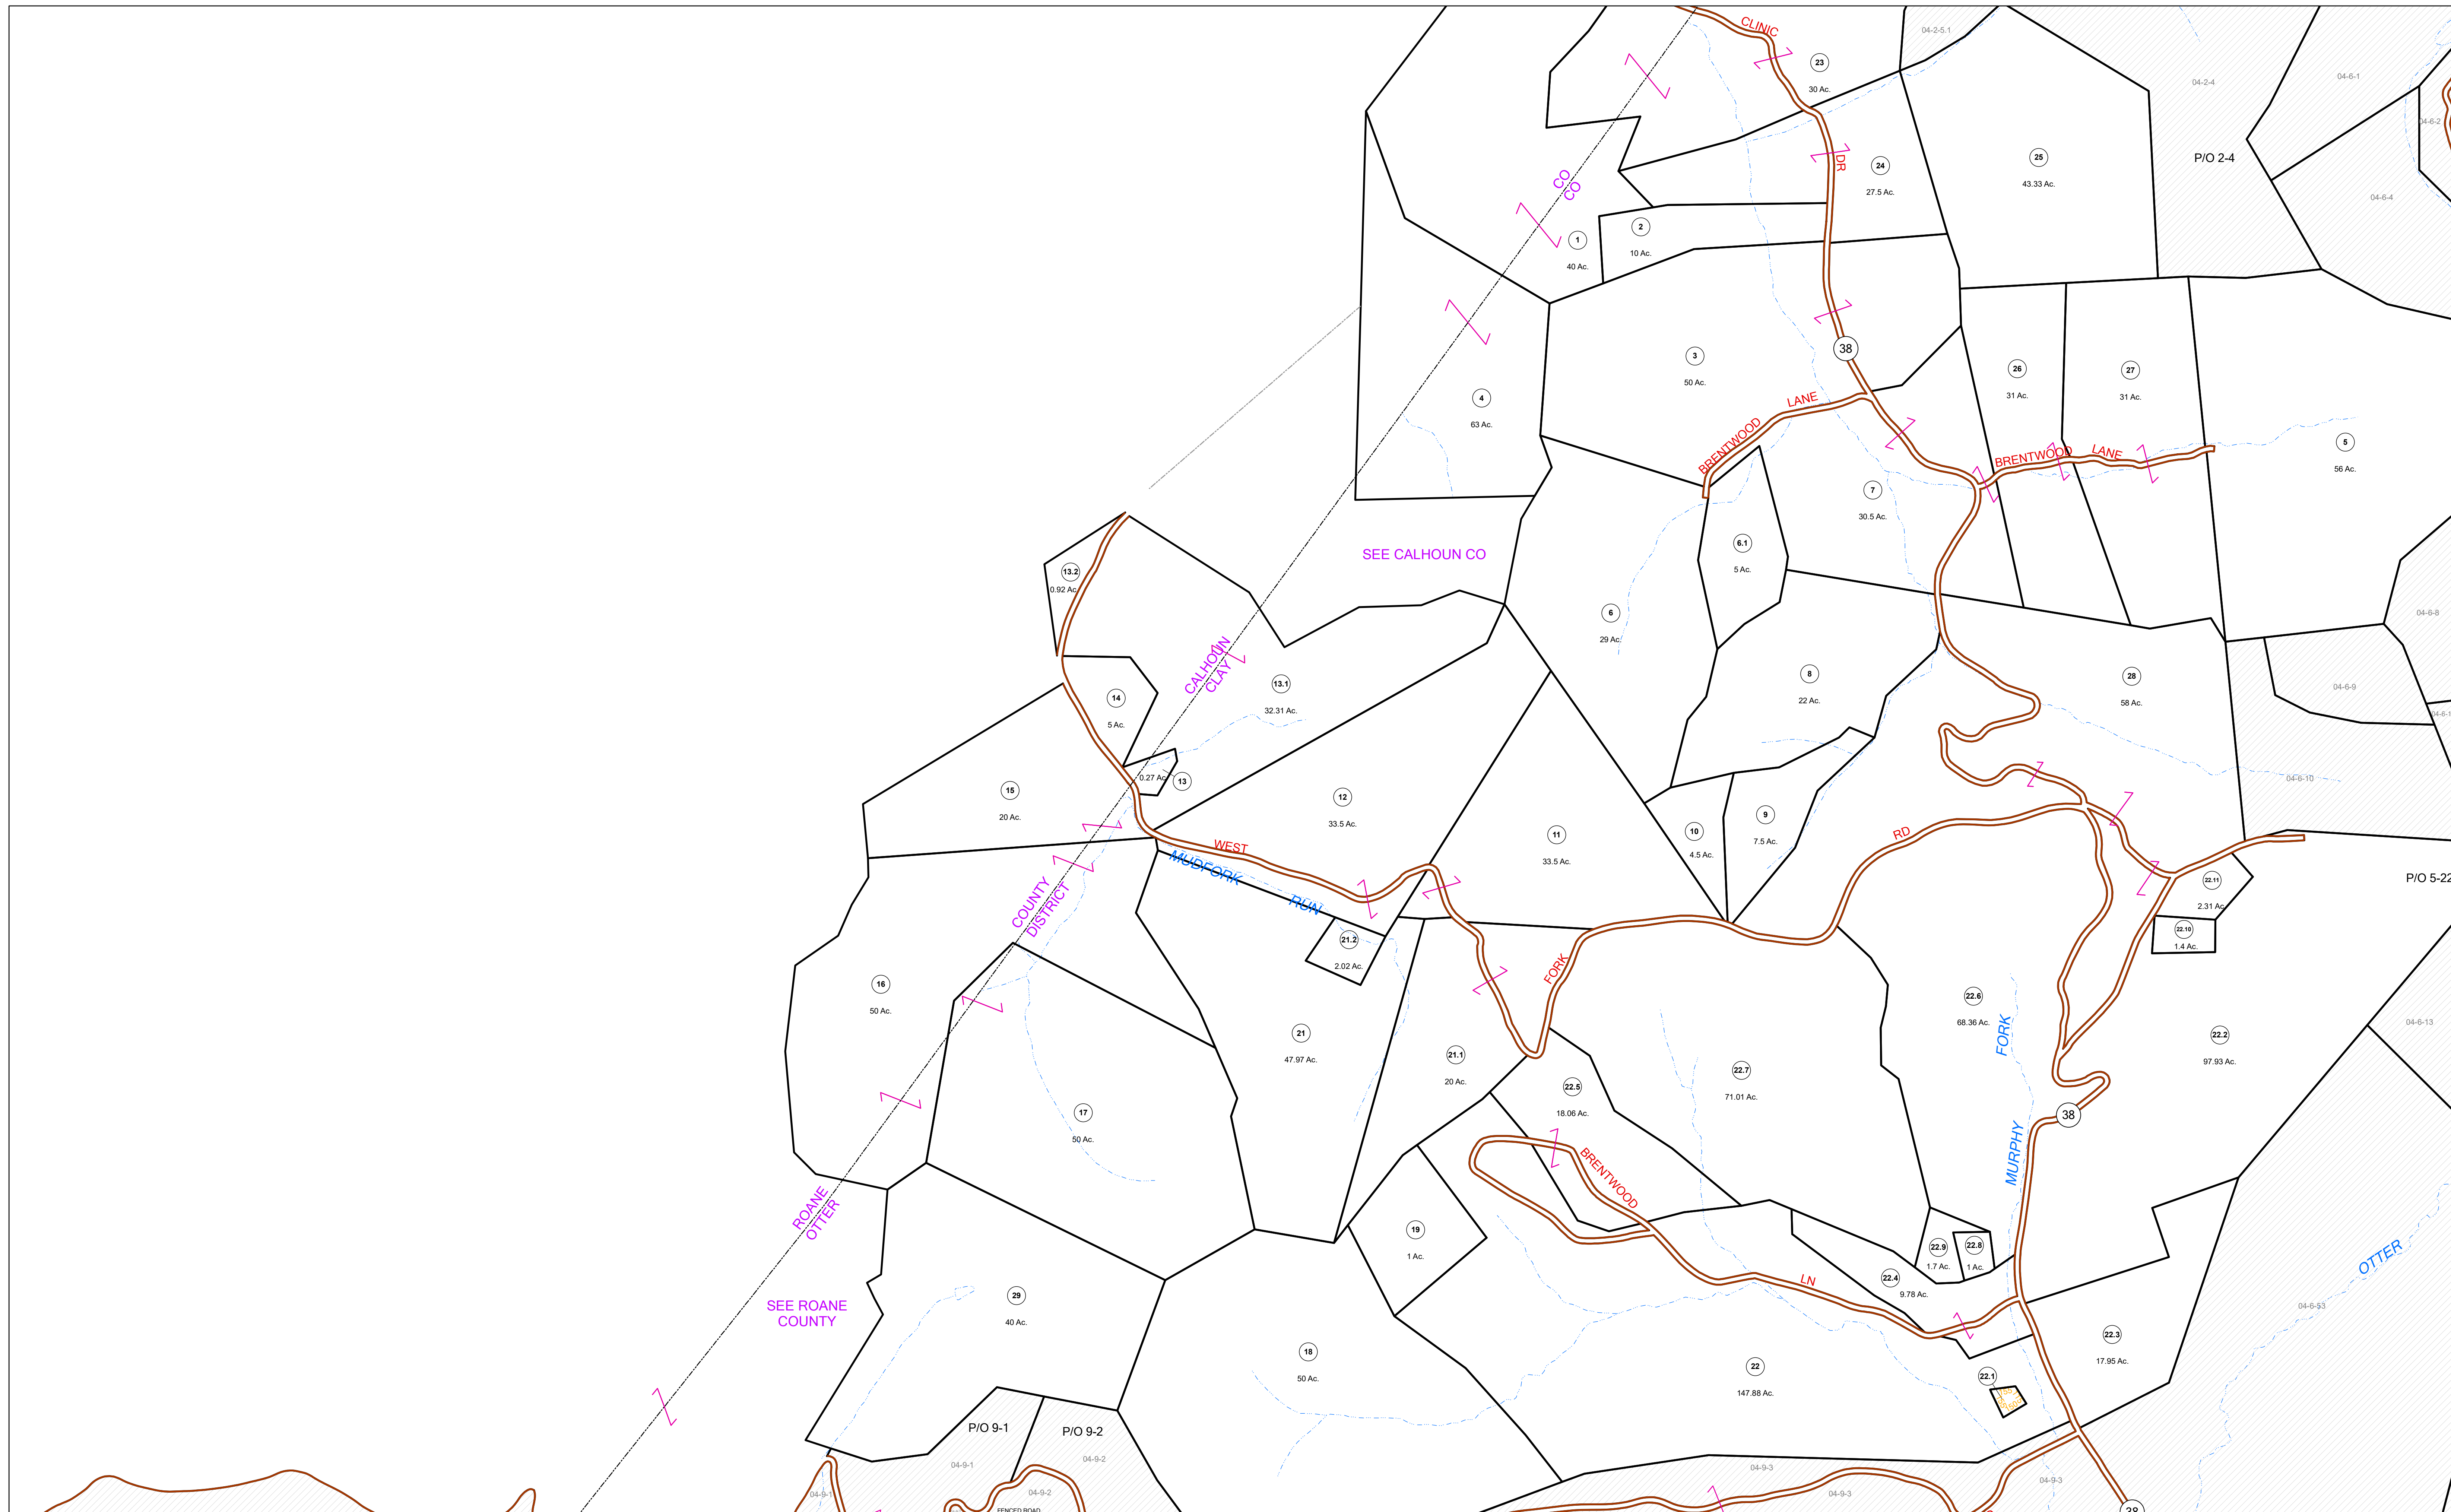 CLINIC
04-2-5.1
23
30 Ac.
04-2-4
04-6-1
04-6-2
DR
24
27.5 Ac.
25
43.33 Ac.
P/O 2-4
04-6-4
CO
CO
1
40 Ac.
2
10 Ac.
38
3
50 Ac.
26
31 Ac.
27
31 Ac.
4
63 Ac.
BRENTWOOD LANE
BRENTWOOD LANE
5
56 Ac.
7
30.5 Ac.
SEE CALHOUN CO
6.1
5 Ac.
13.2
0.92 Ac.
6
29 Ac.
04-6-8
CALHOUN
CLAY
13.1
32.31 Ac.
14
5 Ac.
8
22 Ac.
28
58 Ac.
04-6-9
0.27 Ac.
13
04-6-10
15
20 Ac.
12
33.5 Ac.
11
33.5 Ac.
10
4.5 Ac.
9
7.5 Ac.
RD
WEST
MUDFORK RUN
COUNTY
DISTRICT
P/O 5-22
22.11
2.31 Ac.
22.10
1.4 Ac.
21.2
2.02 Ac.
FORK
16
50 Ac.
22.6
68.36 Ac.
21
47.97 Ac.
22.2
97.93 Ac.
04-6-13
MURPHY FORK
21.1
20 Ac.
22.5
18.06 Ac.
22.7
71.01 Ac.
17
50 Ac.
38
ROANE
OTTER
BRENTWOOD LN
19
1 Ac.
22.9
1.7 Ac.
22.8
1 Ac.
22.4
9.78 Ac.
OTTER
SEE ROANE
COUNTY
29
40 Ac.
04-6-53
22.3
17.95 Ac.
18
50 Ac.
22
147.88 Ac.
22.1
P/O 9-1
P/O 9-2
04-9-1
04-9-2
04-9-3
04-9-3
04-9-1
04-9-2
04-9-3
FENCED ROAD
38